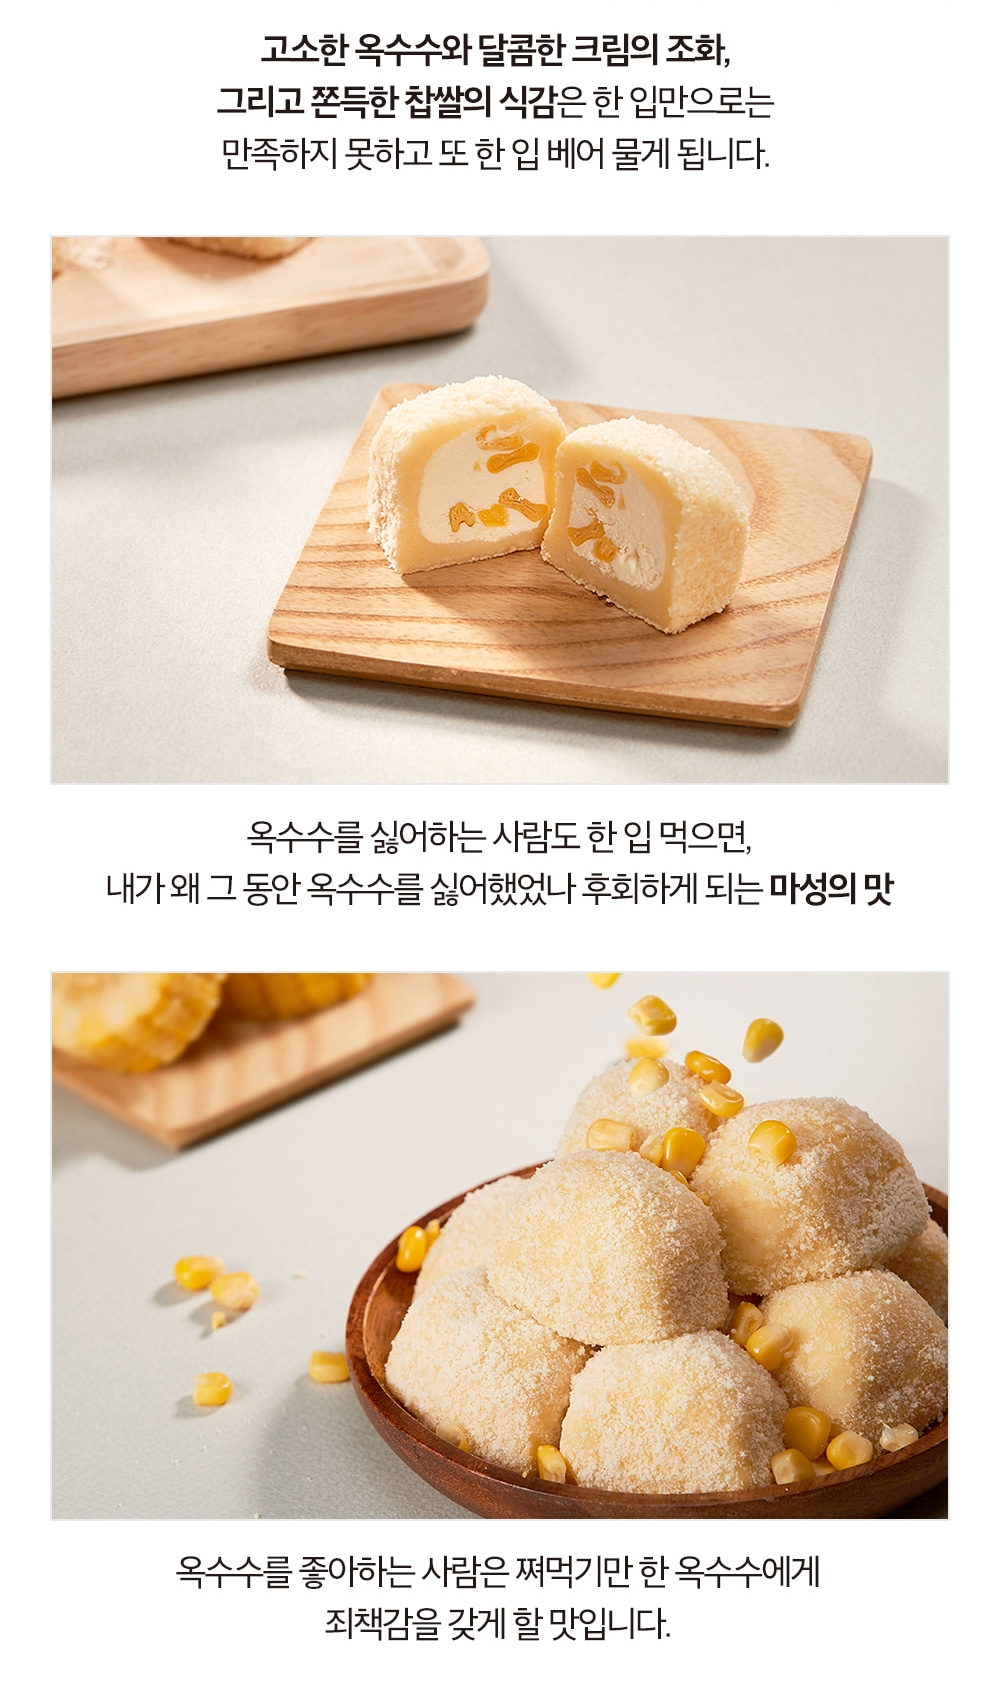 고소한 옥수수와 달콤한 크림의 조화,
그리고 쫀득한 찹쌀의 식감은 한 입만으로는
만족하지 못하고 또 한 입 베어 물게 됩니다.
옥수수를 싫어하는 사람도 한 입 먹으면,
내가 왜 그 동안 옥수수를 싫어했었나 후회하게 되는 마성의 맛
옥수수를 좋아하는 사람은 쪄먹기만 한 옥수수에게
죄책감을 갖게 할 맛입니다.